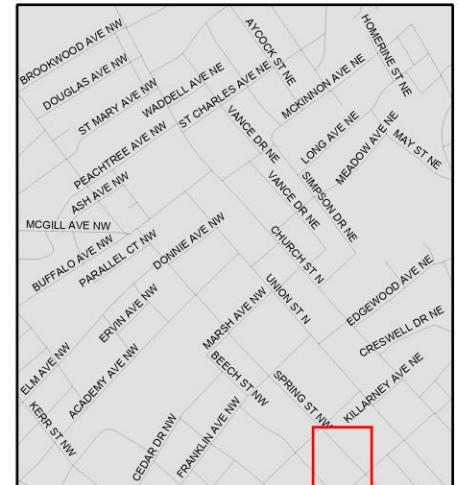 BROOKWOOD AVE NW
DOUGLAS AVE NW
ST MARY AVE NW
WADDELL AVE NE
ST CHARLES AVE NE
AYCOCK ST NE
HOMERINE ST NE
MCKINNON AVE NE
PEACHTREE AVE NW
VANCE DR NE
LONG AVE NE
MEADOW AVE NE
MAY ST NE
ASH AVE NW
SIMPSON DR NE
VANCE DR NE
MCGILL AVE NW
BUFFALO AVE NW
PARALLEL CT NW
DONNIE AVE NW
CHURCH ST N
ERVIN AVE NW
UNION ST N
EDGEWOOD AVE NE
MARSH AVE NW
CRESWELL DR NE
ELM AVE NW
ACADEMY AVE NW
BEECH ST NW
SPRING ST NW
KILLARNEY AVE NE
KERR ST NW
CEDAR DR NW
FRANKLIN AVE NW